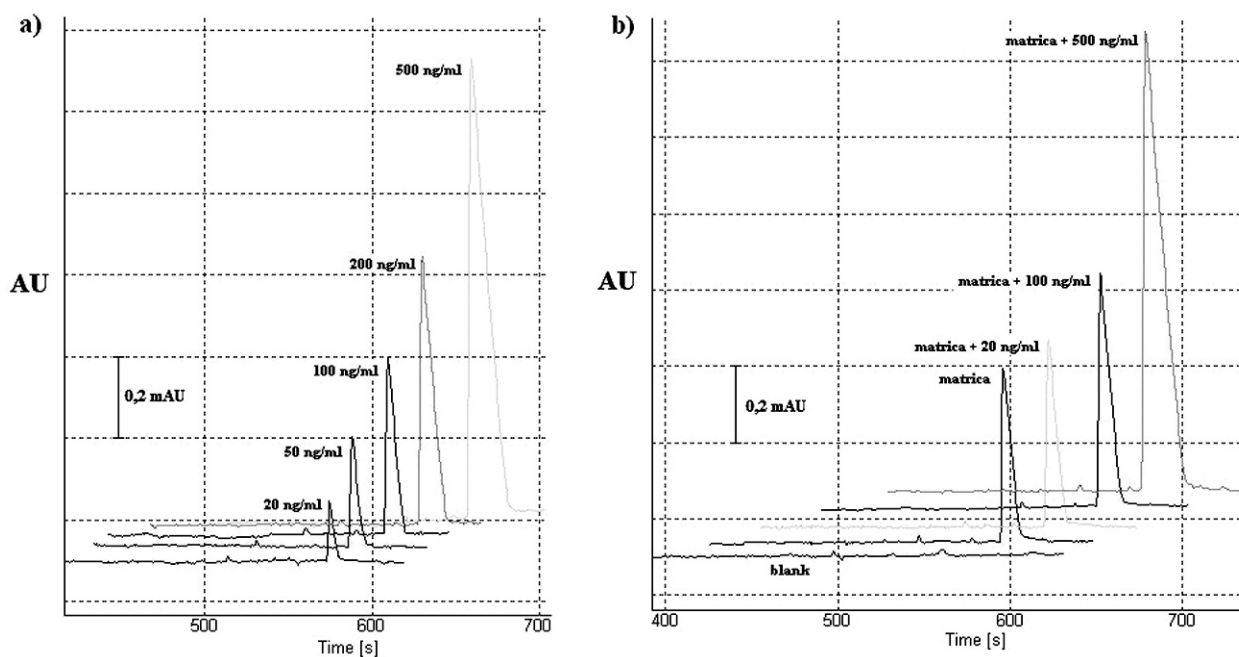 a)
500 ng/ml
200 ng/ml
AU
100 ng/ml
0,2 mAU
50 ng/ml
20 ng/ml
500
600
700
Time [s]
b)
matrica + 500 ng/ml
AU
matrica + 100 ng/ml
matrica + 20 ng/ml
matrica
0,2 mAU
blank
400
500
600
700
Time [s]